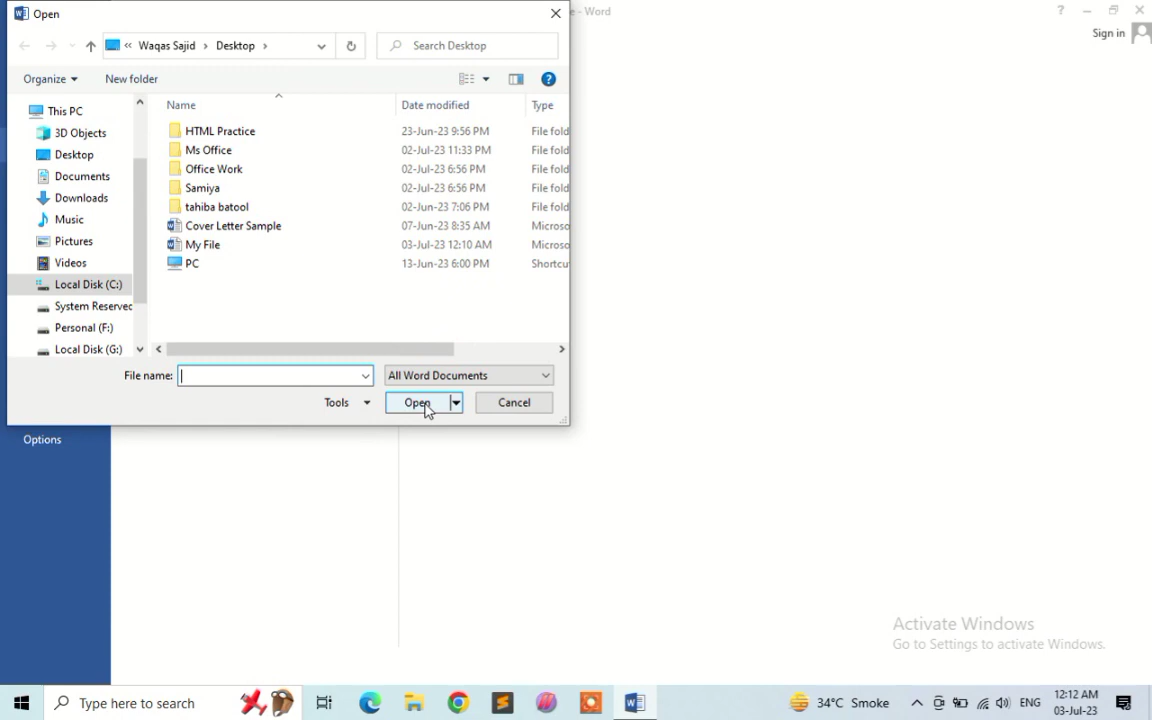 Open
e - Word
?
Sign in
« Waqas Sajid › Desktop ›
Search Desktop
Organize
New folder
Name
Date modified
Type
This PC
3D Objects
Desktop
Documents
Downloads
Music
Pictures
Videos
Local Disk (C:)
System Reserved
Personal (F:)
Local Disk (G:)
HTML Practice 23-Jun-23 9:56 PM File fold
Ms Office 02-Jul-23 11:33 PM File fold
Office Work 02-Jul-23 6:56 PM File fold
Samiya 02-Jul-23 6:56 PM File fold
tahiba batool 02-Jun-23 7:06 PM File fold
Cover Letter Sample 07-Jun-23 8:35 AM Microso
My File 03-Jul-23 12:10 AM Microso
PC 13-Jun-23 6:00 PM Shortcu
File name:
All Word Documents
Tools
Open
Cancel
Options
Activate Windows
Go to Settings to activate Windows.
Type here to search
34°C Smoke
ENG
12:12 AM
03-Jul-23